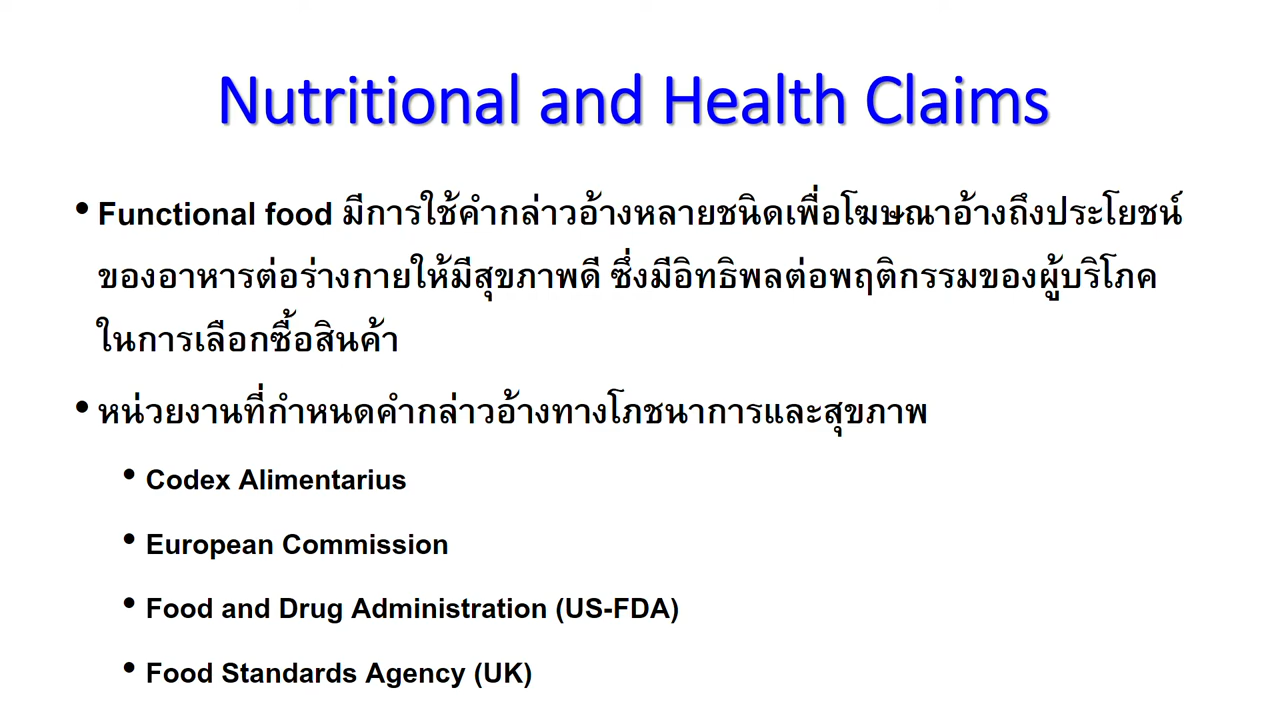 Nutritional and Health Claims
• Functional food มีการใช้คำกล่าวอ้างหลายชนิดเพื่อโฆษณาอ้างถึงประโยชน์
ของอาหารต่อร่างกายให้มีสุขภาพดี ซึ่งมีอิทธิพลต่อพฤติกรรมของผู้บริโภค
ในการเลือกซื้อสินค้า
• หน่วยงานที่กำหนดคำกล่าวอ้างทางโภชนาการและสุขภาพ
• Codex Alimentarius
• European Commission
• Food and Drug Administration (US-FDA)
• Food Standards Agency (UK)